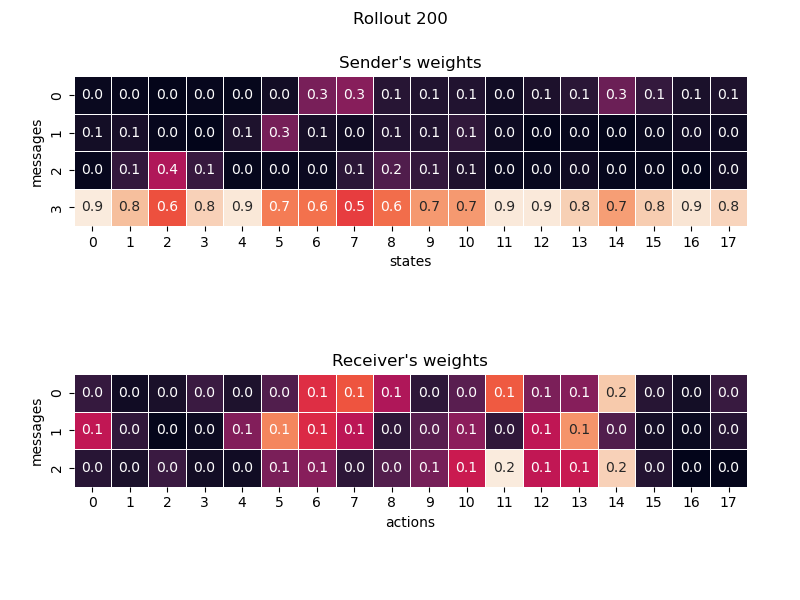 Rollout 200
Sender's weights
0 0.0 0.0 0.0 0.0 0.0 0.0 0.3 0.3 0.1 0.1 0.1 0.0 0.1 0.1 0.3 0.1 0.1 0.1
1 0.1 0.1 0.0 0.0 0.1 0.3 0.1 0.0 0.1 0.1 0.1 0.0 0.0 0.0 0.0 0.0 0.0 0.0
2 0.0 0.1 0.4 0.1 0.0 0.0 0.0 0.1 0.2 0.1 0.1 0.0 0.0 0.0 0.0 0.0 0.0 0.0
3 0.9 0.8 0.6 0.8 0.9 0.7 0.6 0.5 0.6 0.7 0.7 0.9 0.9 0.8 0.7 0.8 0.9 0.8
messages
0 1 2 3 4 5 6 7 8 9 10 11 12 13 14 15 16 17
states
Receiver's weights
0 0.0 0.0 0.0 0.0 0.0 0.0 0.1 0.1 0.1 0.0 0.0 0.1 0.1 0.1 0.2 0.0 0.0 0.0
1 0.1 0.0 0.0 0.0 0.1 0.1 0.1 0.1 0.0 0.0 0.1 0.0 0.1 0.1 0.0 0.0 0.0 0.0
2 0.0 0.0 0.0 0.0 0.0 0.1 0.1 0.0 0.0 0.1 0.1 0.2 0.1 0.1 0.2 0.0 0.0 0.0
messages
0 1 2 3 4 5 6 7 8 9 10 11 12 13 14 15 16 17
actions